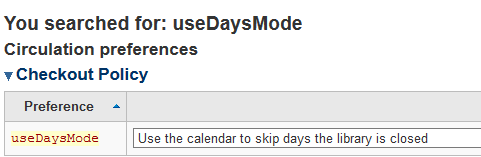 You searched for: useDaysMode
Circulation preferences
Checkout Policy
Preference
useDaysMode Use the calendar to skip days the library is closed